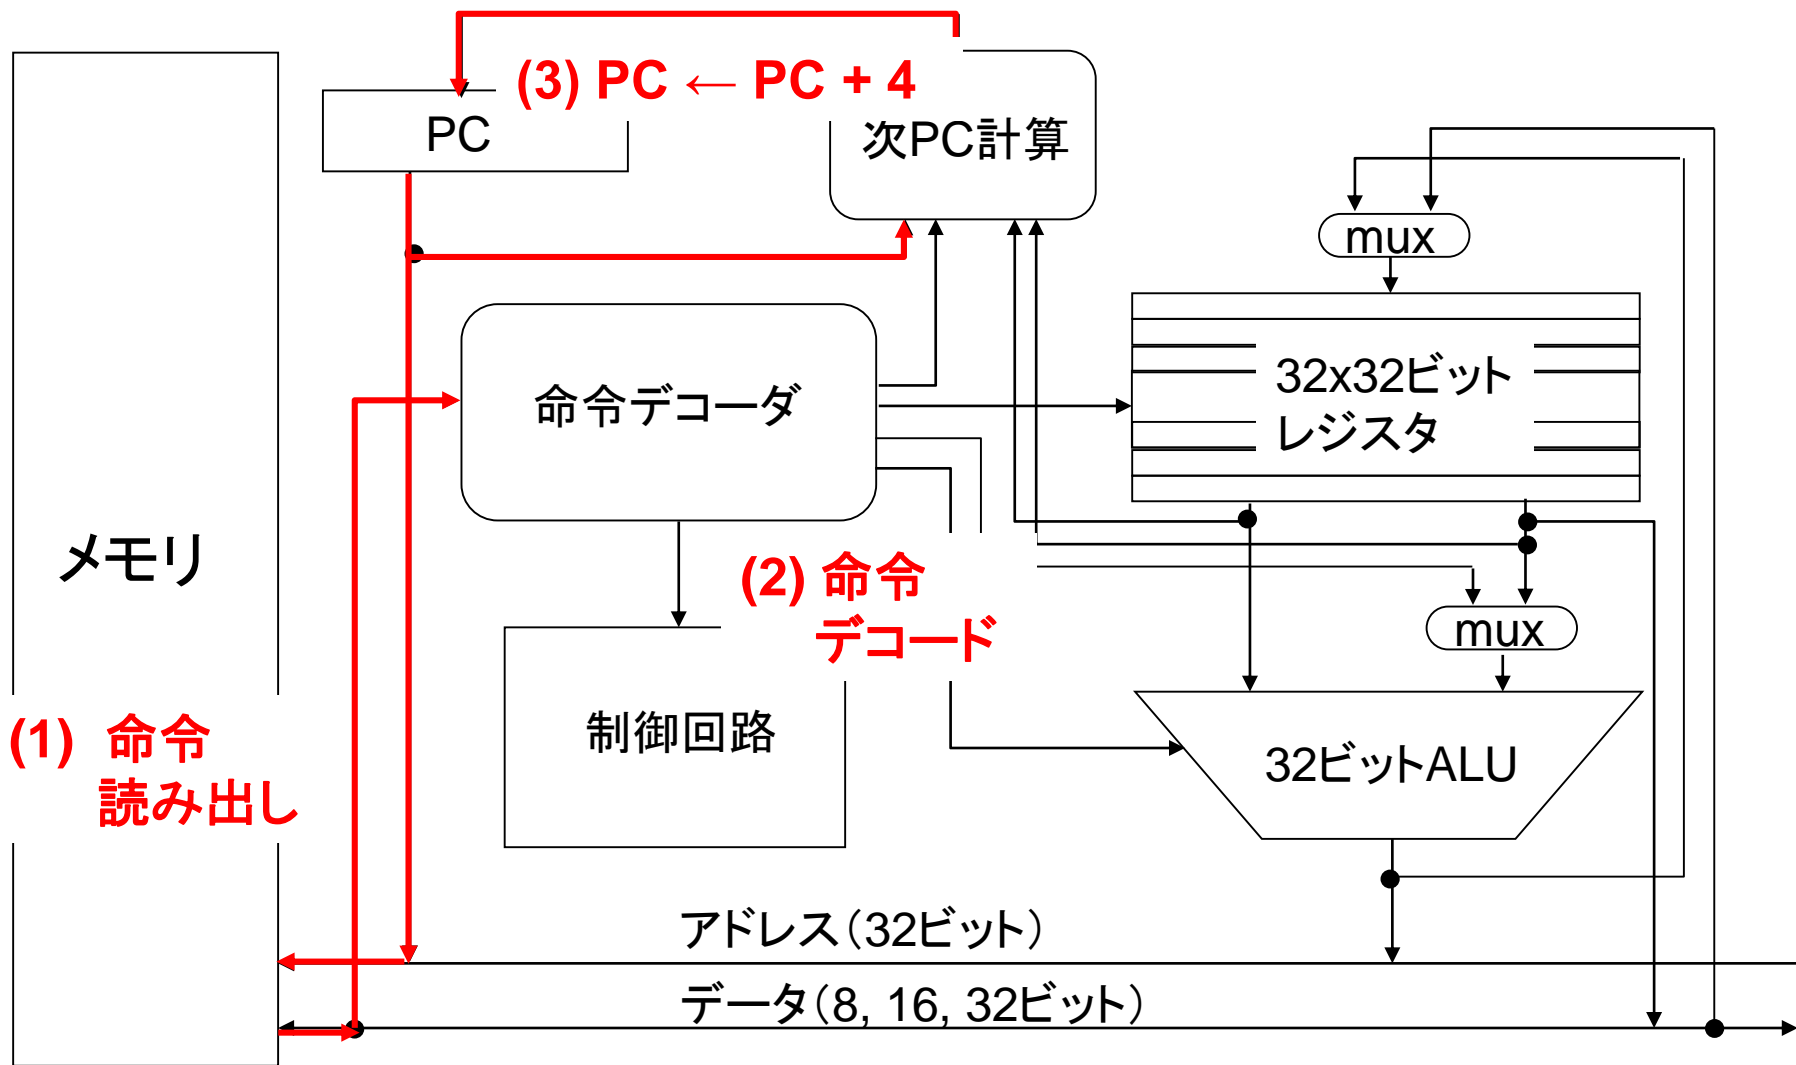 (3) PC ← PC + 4
PC
次PC計算
mux
命令デコーダ
32x32ビット
レジスタ
メモリ
(2) 命令
デコード
mux
(1) 命令
読み出し
制御回路
32ビットALU
アドレス(32ビット)
データ(8, 16, 32ビット)